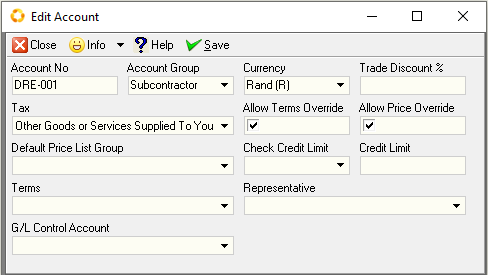 Edit Account
Close Info Help Save
Account No Account Group Currency Trade Discount %
DRE-001 Subcontractor Rand (R)
Tax Allow Terms Override Allow Price Override
Other Goods or Services Supplied To You
Default Price List Group Check Credit Limit Credit Limit
Terms Representative
G/L Control Account